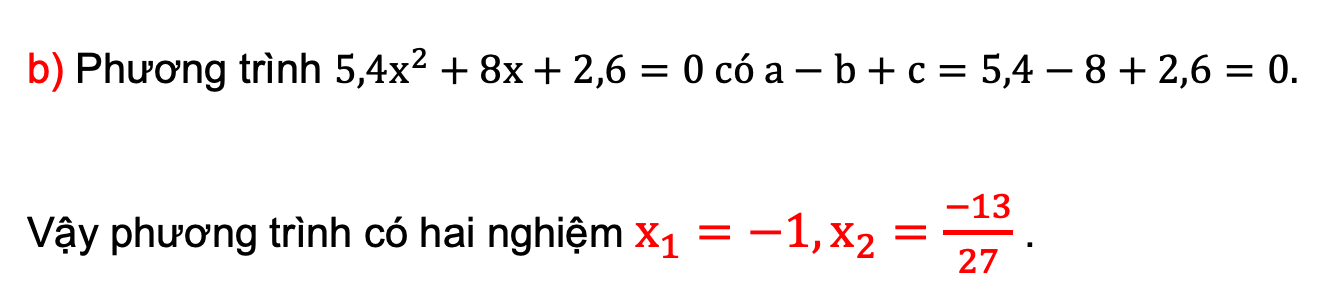 b) Phương trình 5,4x² + 8x + 2,6 = 0 có a − b + c = 5,4 − 8 + 2,6 = 0.
Vậy phương trình có hai nghiệm x₁ = −1, x₂ = −13/27 .